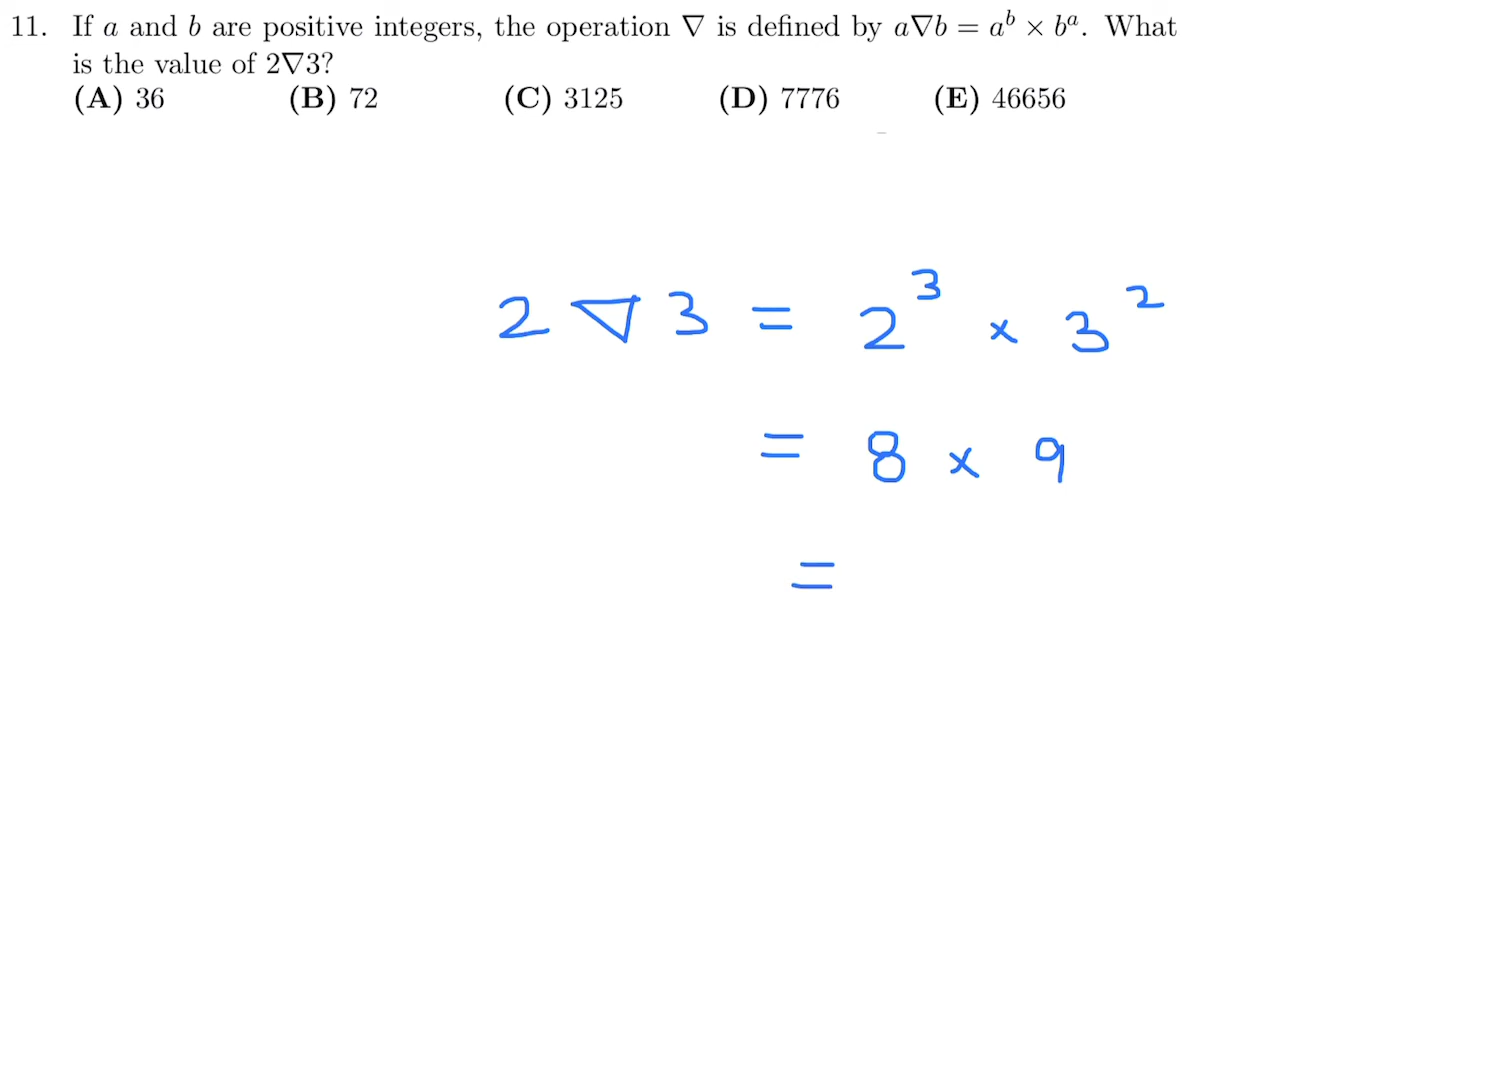 11. If a and b are positive integers, the operation ∇ is defined by a∇b = a^b × b^a. What
is the value of 2∇3?
(A) 36 (B) 72 (C) 3125 (D) 7776 (E) 46656
2 ∇ 3 = 2^3 × 3^2
= 8 × 9
=